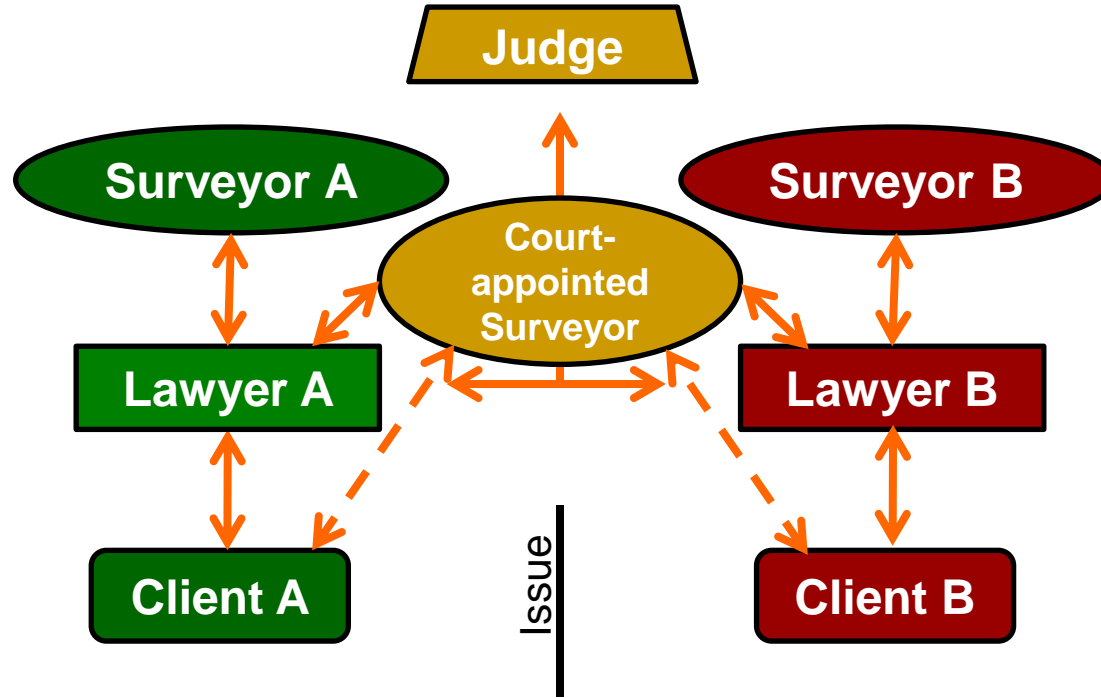 Judge
Surveyor A
Surveyor B
Court-
appointed
Surveyor
Lawyer A
Lawyer B
Issue
Client A
Client B